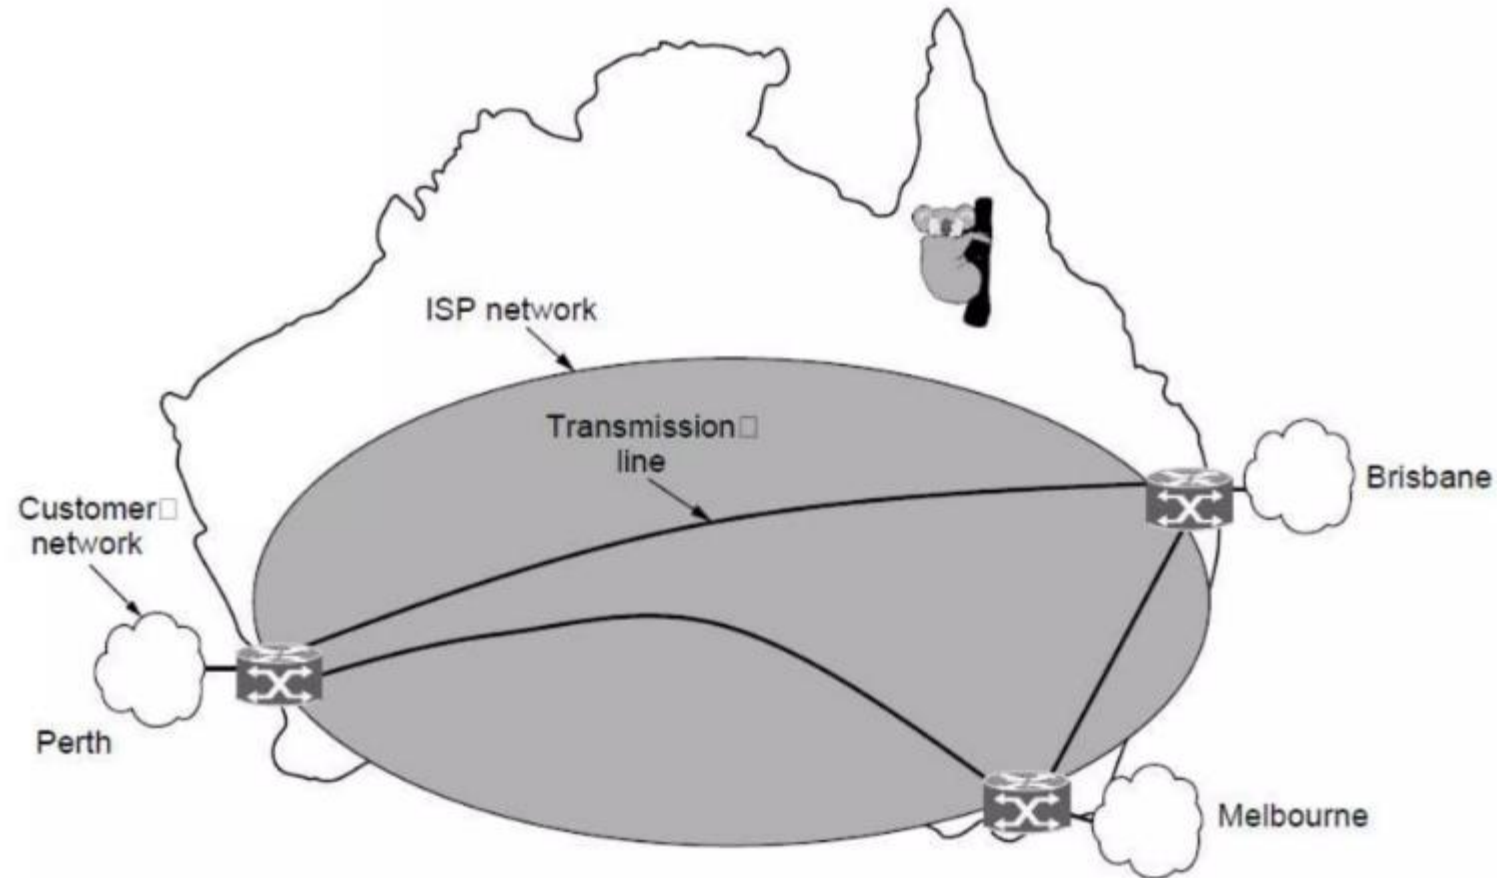 ISP network
Transmission□
line
Customer□
network
Brisbane
Perth
Melbourne